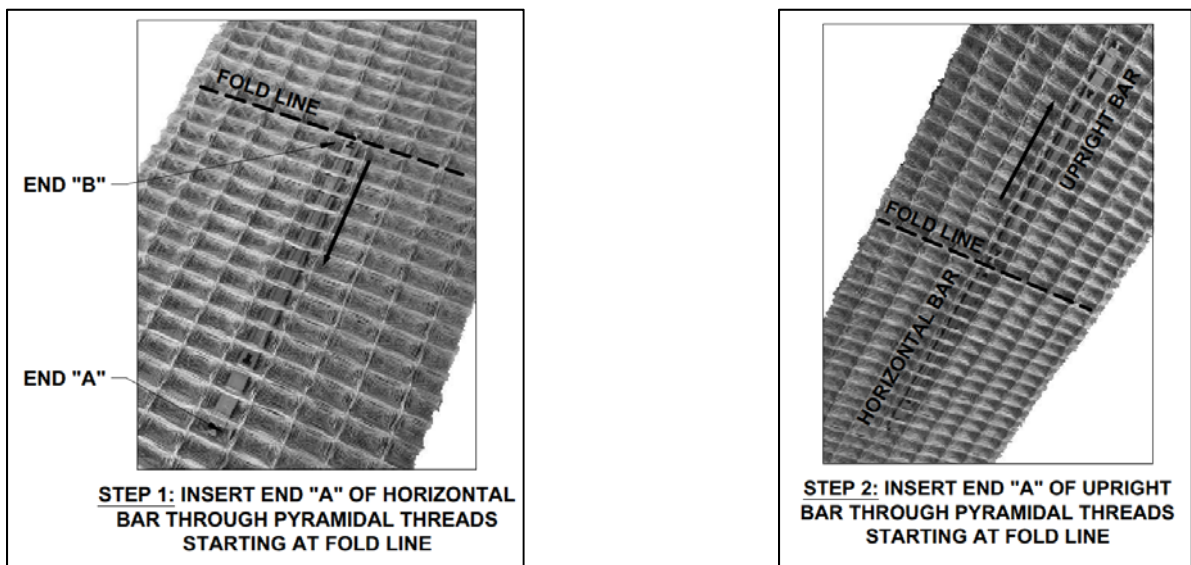 FOLD LINE
END "B"
END "A"
STEP 1: INSERT END "A" OF HORIZONTAL
BAR THROUGH PYRAMIDAL THREADS
STARTING AT FOLD LINE
UPRIGHT BAR
FOLD LINE
HORIZONTAL BAR
STEP 2: INSERT END "A" OF UPRIGHT
BAR THROUGH PYRAMIDAL THREADS
STARTING AT FOLD LINE